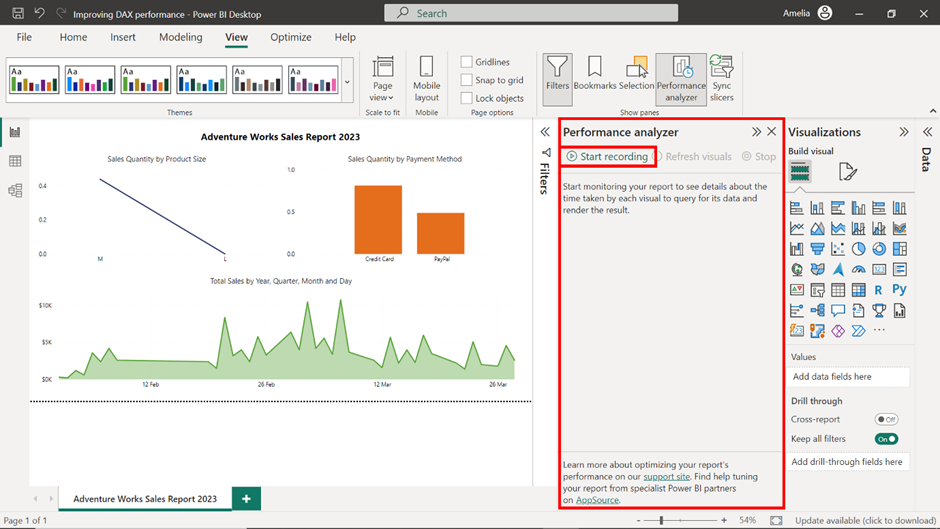 Improving DAX performance - Power BI Desktop
Search
Amelia
File
Home
Insert
Modeling
View
Optimize
Help
Aa
Aa
Aa
Aa
Aa
Aa
Themes
Page
view
Scale to fit
Mobile
layout
Mobile
Gridlines
Snap to grid
Lock objects
Page options
Filters
Bookmarks
Selection
Performance
analyzer
Sync
slicers
Show panes
Adventure Works Sales Report 2023
Sales Quantity by Product Size
0.4
0.2
0.0
M
L
Sales Quantity by Payment Method
1.0
0.5
0.0
Credit Card
PayPal
Total Sales by Year, Quarter, Month and Day
$10K
$5K
$0K
12 Feb
26 Feb
12 Mar
26 Mar
Filters
Performance analyzer
Start recording
Refresh visuals
Stop
Start monitoring your report to see details about the
time taken by each visual to query for its data and
render the result.
Learn more about optimizing your report's
performance on our support site. Find help tuning
your report from specialist Power BI partners
on AppSource.
Visualizations
Build visual
123
R
Py
Values
Add data fields here
Drill through
Cross-report
Off
Keep all filters
On
Add drill-through fields here
Data
Adventure Works Sales Report 2023
Page 1 of 1
54%
Update available (click to download)